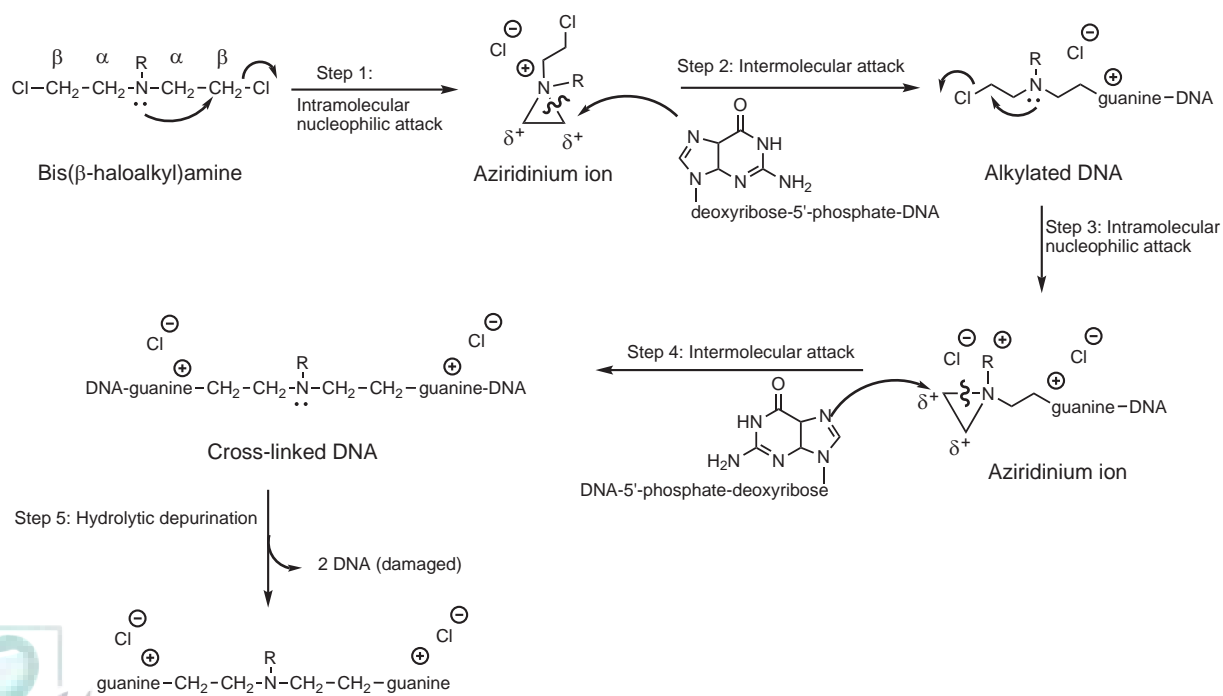 β α α β
R
Cl—CH₂—CH₂—N—CH₂—CH₂—Cl
Bis(β-haloalkyl)amine
Step 1:
Intramolecular
nucleophilic attack
Cl
Cl ⊖
⊕
N R
δ⁺ δ⁺
Aziridinium ion
Step 2: Intermolecular attack
O
N NH
N N NH₂
deoxyribose-5'-phosphate-DNA
R Cl ⊖
Cl N ⊕
guanine–DNA
Alkylated DNA
Step 3: Intramolecular
nucleophilic attack
Cl ⊖ R ⊕ Cl ⊖
δ⁺ N ⊕
guanine–DNA
δ⁺
Aziridinium ion
Step 4: Intermolecular attack
O
HN N
H₂N N N
DNA-5'-phosphate-deoxyribose
Cl ⊖ Cl ⊖
⊕ R ⊕
DNA-guanine—CH₂—CH₂—N—CH₂—CH₂—guanine-DNA
Cross-linked DNA
Step 5: Hydrolytic depurination
2 DNA (damaged)
Cl ⊖ Cl ⊖
⊕ R ⊕
guanine—CH₂—CH₂—N—CH₂—CH₂—guanine